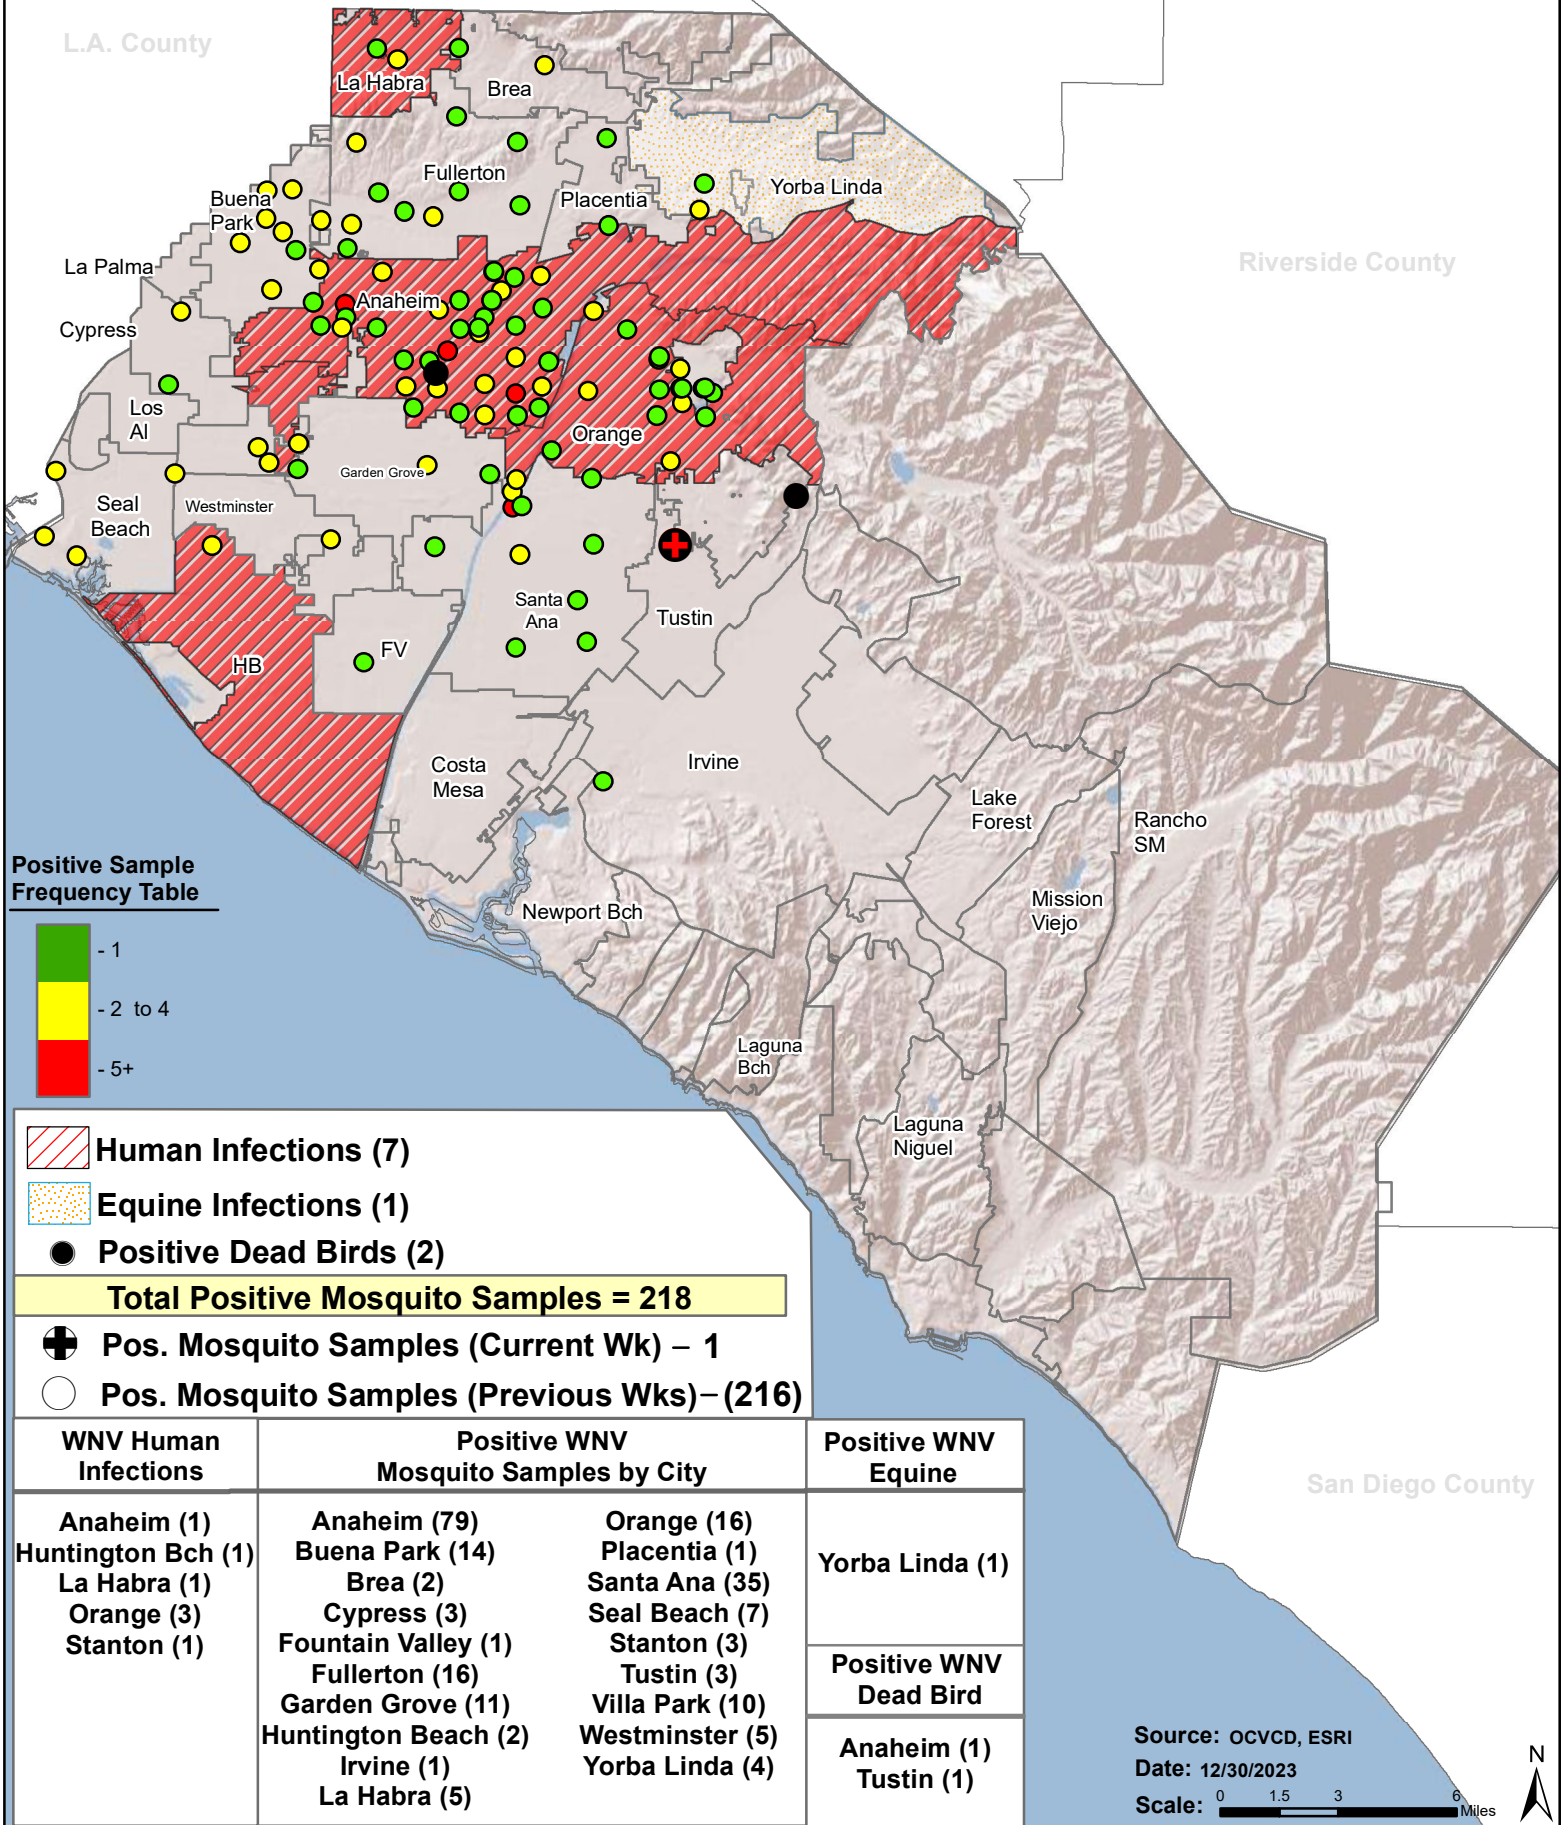 L.A. County
La Habra
Brea
Fullerton
Placentia
Yorba Linda
Buena
Park
La Palma
Riverside County
Anaheim
Cypress
Los
Al
Orange
Garden Grove
Seal
Beach
Westminster
Santa
Ana
Tustin
FV
HB
Costa
Mesa
Irvine
Lake
Forest
Rancho
SM
Mission
Viejo
Newport Bch
Laguna
Bch
Laguna
Niguel
San Diego County
Positive Sample
Frequency Table
- 1
- 2 to 4
- 5+
Human Infections (7)
Equine Infections (1)
Positive Dead Birds (2)
Total Positive Mosquito Samples = 218
Pos. Mosquito Samples (Current Wk) – 1
Pos. Mosquito Samples (Previous Wks)–(216)
WNV Human
Infections
Anaheim (1)
Huntington Bch (1)
La Habra (1)
Orange (3)
Stanton (1)
Positive WNV
Mosquito Samples by City
Anaheim (79)
Buena Park (14)
Brea (2)
Cypress (3)
Fountain Valley (1)
Fullerton (16)
Garden Grove (11)
Huntington Beach (2)
Irvine (1)
La Habra (5)
Orange (16)
Placentia (1)
Santa Ana (35)
Seal Beach (7)
Stanton (3)
Tustin (3)
Villa Park (10)
Westminster (5)
Yorba Linda (4)
Positive WNV
Equine
Yorba Linda (1)
Positive WNV
Dead Bird
Anaheim (1)
Tustin (1)
Source: OCVCD, ESRI
Date: 12/30/2023
Scale: 0 1.5 3 6 Miles
N